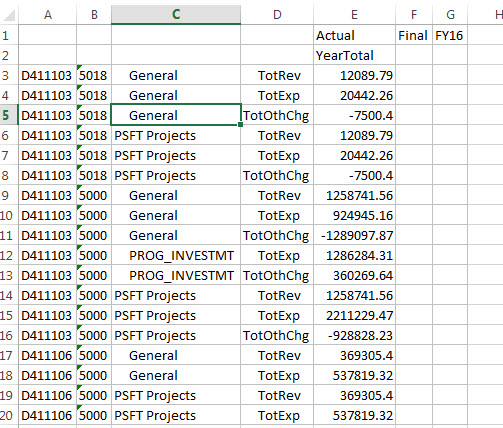 A B C D E F G H
1 Actual Final FY16
2 YearTotal
3 D411103 5018 General TotRev 12089.79
4 D411103 5018 General TotExp 20442.26
5 D411103 5018 General TotOthChg -7500.4
6 D411103 5018 PSFT Projects TotRev 12089.79
7 D411103 5018 PSFT Projects TotExp 20442.26
8 D411103 5018 PSFT Projects TotOthChg -7500.4
9 D411103 5000 General TotRev 1258741.56
10 D411103 5000 General TotExp 924945.16
11 D411103 5000 General TotOthChg -1289097.87
12 D411103 5000 PROG_INVESTMT TotExp 1286284.31
13 D411103 5000 PROG_INVESTMT TotOthChg 360269.64
14 D411103 5000 PSFT Projects TotRev 1258741.56
15 D411103 5000 PSFT Projects TotExp 2211229.47
16 D411103 5000 PSFT Projects TotOthChg -928828.23
17 D411106 5000 General TotRev 369305.4
18 D411106 5000 General TotExp 537819.32
19 D411106 5000 PSFT Projects TotRev 369305.4
20 D411106 5000 PSFT Projects TotExp 537819.32